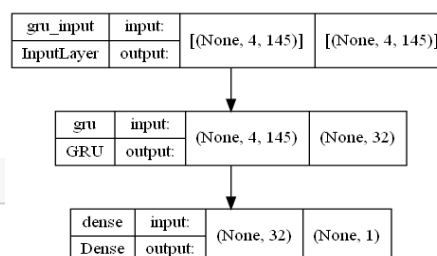 gru_input input: [(None, 4, 145)] [(None, 4, 145)]
InputLayer output:
gru input: (None, 4, 145) (None, 32)
GRU output:
dense input: (None, 32) (None, 1)
Dense output: